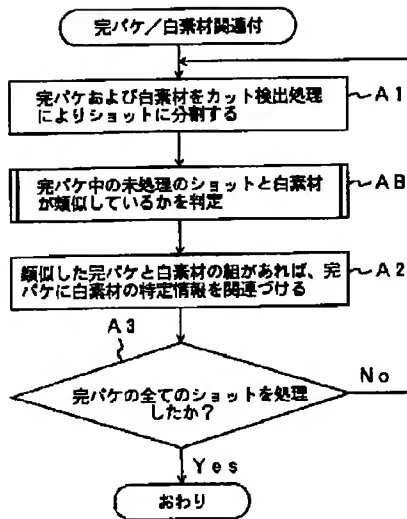 完パケ／白素材関連付
完パケおよび白素材をカット検出処理
によりショットに分割する
A1
完パケ中の未処理のショットと白素材
が類似しているかを判定
AB
類似した完パケと白素材の組があれば、完
パケに白素材の特定情報を関連づける
A2
A3
完パケの全てのショットを処理
したか？
No
Yes
おわり